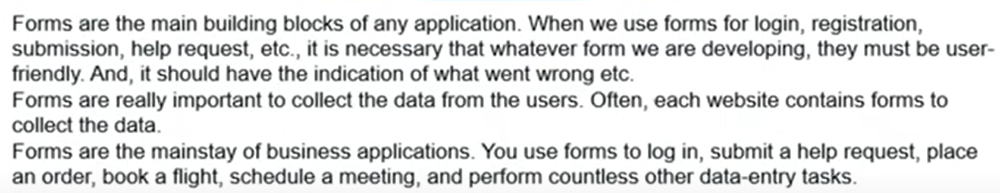 Forms are the main building blocks of any application. When we use forms for login, registration,
submission, help request, etc., it is necessary that whatever form we are developing, they must be user-
friendly. And, it should have the indication of what went wrong etc.
Forms are really important to collect the data from the users. Often, each website contains forms to
collect the data.
Forms are the mainstay of business applications. You use forms to log in, submit a help request, place
an order, book a flight, schedule a meeting, and perform countless other data-entry tasks.